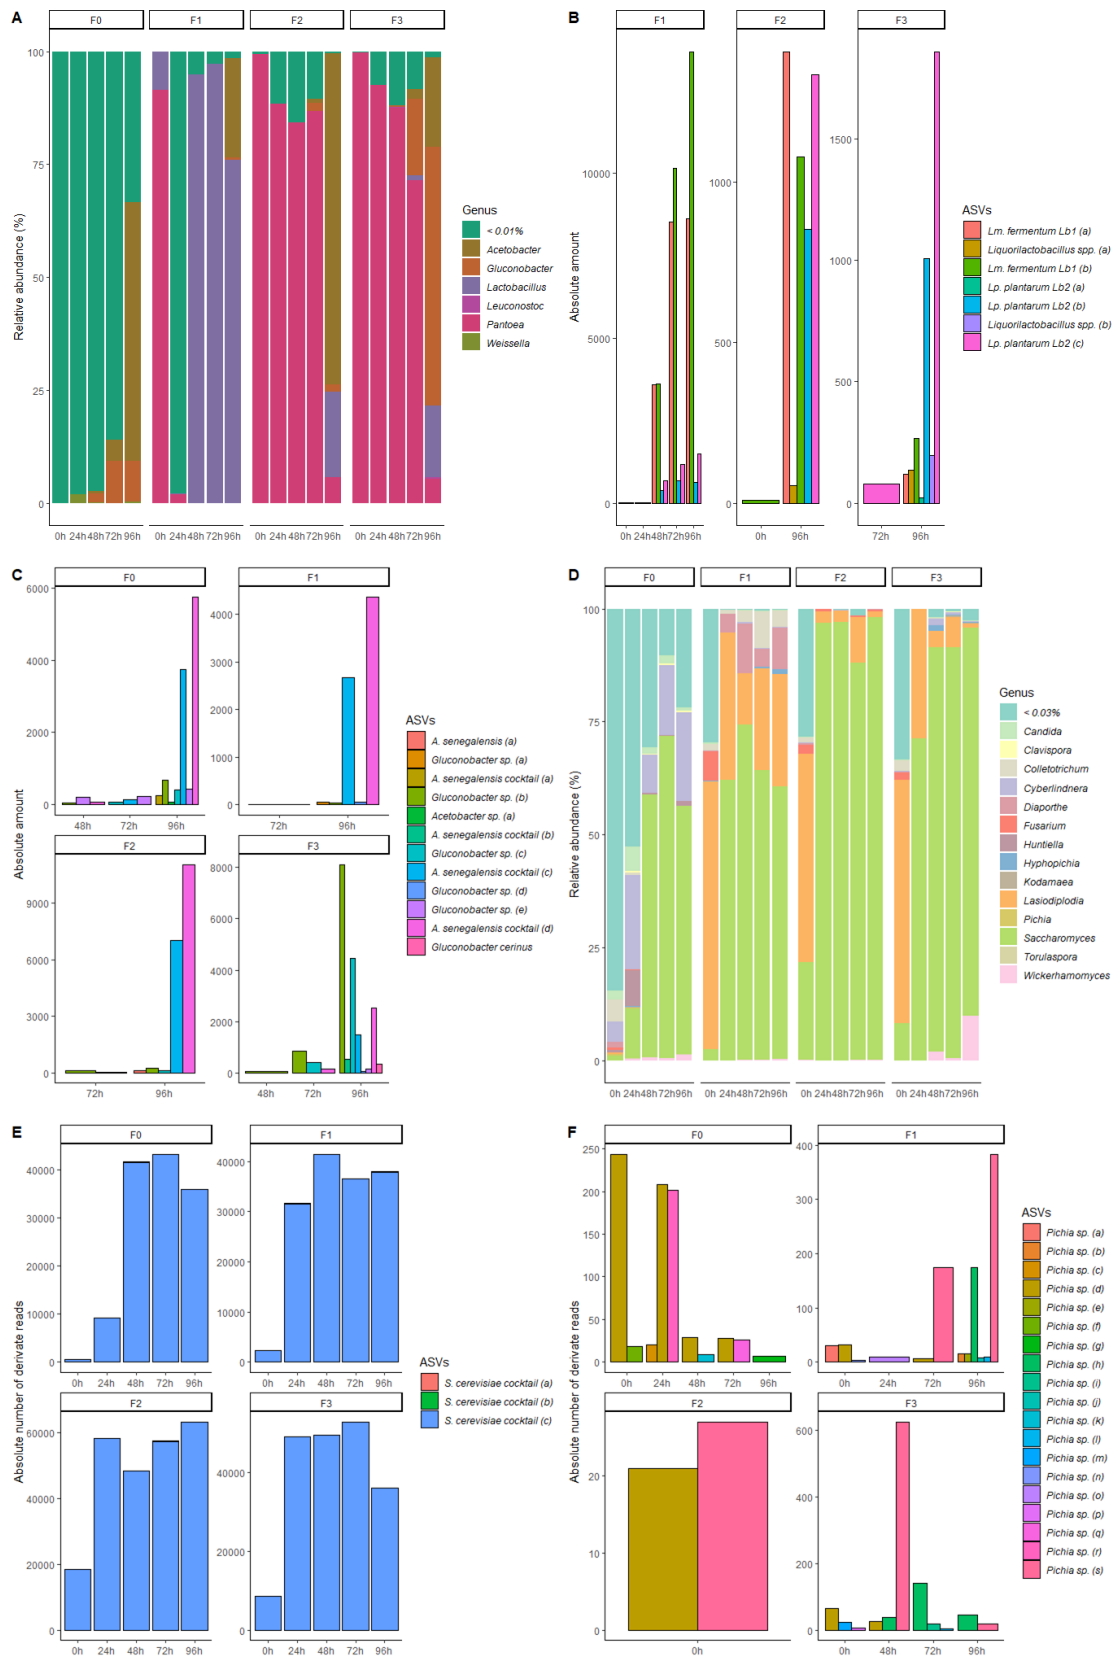 A
F0
F1
F2
F3
100
75
50
25
0
Relative abundance (%)
0h 24h 48h 72h 96h
0h 24h 48h 72h 96h
0h 24h 48h 72h 96h
0h 24h 48h 72h 96h
Genus
< 0.01%
Acetobacter
Gluconobacter
Lactobacillus
Leuconostoc
Pantoea
Weissella
B
F1
F2
F3
Absolute amount
10000
5000
0
1000
500
0
1500
1000
500
0
0h 24h 48h 72h 96h
0h 96h
72h 96h
ASVs
Lm. fermentum Lb1 (a)
Liquorilactobacillus spp. (a)
Lm. fermentum Lb1 (b)
Lp. plantarum Lb2 (a)
Lp. plantarum Lb2 (b)
Liquorilactobacillus spp. (b)
Lp. plantarum Lb2 (c)
C
F0
F1
6000
4000
2000
0
4000
3000
2000
1000
0
48h 72h 96h
72h 96h
Absolute amount
F2
F3
9000
6000
3000
0
8000
6000
4000
2000
0
72h 96h
48h 72h 96h
ASVs
A. senegalensis (a)
Gluconobacter sp. (a)
A. senegalensis cocktail (a)
Gluconobacter sp. (b)
Acetobacter sp. (a)
A. senegalensis cocktail (b)
Gluconobacter sp. (c)
A. senegalensis cocktail (c)
Gluconobacter sp. (d)
Gluconobacter sp. (e)
A. senegalensis cocktail (d)
Gluconobacter cerinus
D
F0
F1
F2
F3
100
75
50
25
0
Relative abundance (%)
0h 24h 48h 72h 96h
0h 24h 48h 72h 96h
0h 24h 48h 72h 96h
0h 24h 48h 72h 96h
Genus
< 0.03%
Candida
Clavispora
Colletotrichum
Cyberlindnera
Diaporthe
Fusarium
Huntiella
Hyphopichia
Kodamaea
Lasiodiplodia
Pichia
Saccharomyces
Torulaspora
Wickerhamomyces
E
F0
F1
40000
30000
20000
10000
0
40000
30000
20000
10000
0
Absolute number of derivate reads
F2
F3
60000
40000
20000
0
40000
20000
0
0h 24h 48h 72h 96h
0h 24h 48h 72h 96h
ASVs
S. cerevisiae cocktail (a)
S. cerevisiae cocktail (b)
S. cerevisiae cocktail (c)
F
F0
F1
250
200
150
100
50
0
400
300
200
100
0
0h 24h 48h 72h 96h
0h 24h 72h 96h
Absolute number of derivate reads
F2
F3
20
10
0
600
400
200
0
0h
0h 48h 72h 96h
ASVs
Pichia sp. (a)
Pichia sp. (b)
Pichia sp. (c)
Pichia sp. (d)
Pichia sp. (e)
Pichia sp. (f)
Pichia sp. (g)
Pichia sp. (h)
Pichia sp. (i)
Pichia sp. (j)
Pichia sp. (k)
Pichia sp. (l)
Pichia sp. (m)
Pichia sp. (n)
Pichia sp. (o)
Pichia sp. (p)
Pichia sp. (q)
Pichia sp. (r)
Pichia sp. (s)